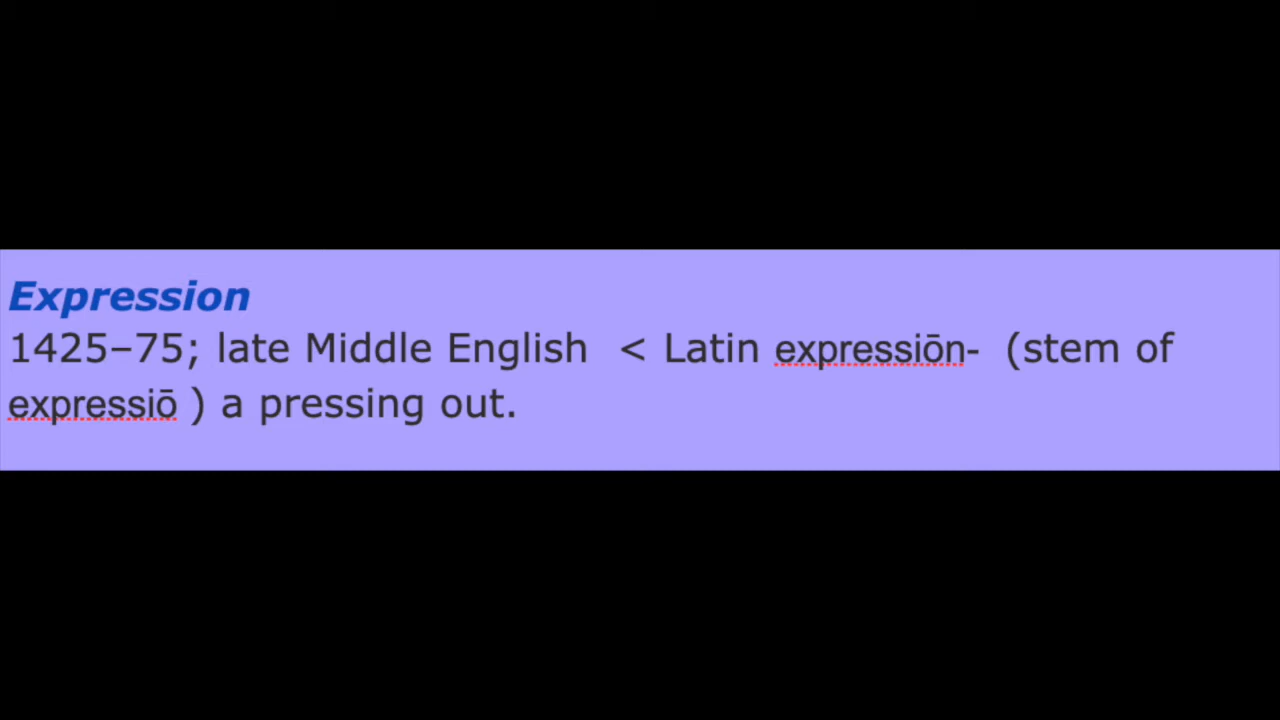 Expression
1425–75; late Middle English < Latin expressiōn- (stem of
expressiō ) a pressing out.